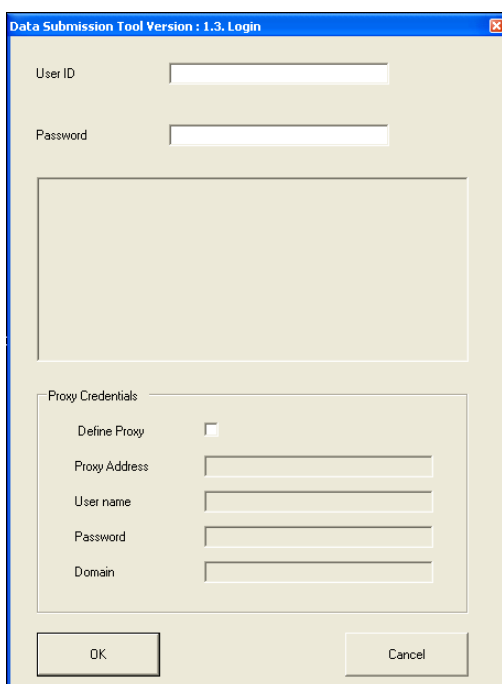 Data Submission Tool Version : 1.3. Login
User ID
Password
Proxy Credentials
Define Proxy
Proxy Address
User name
Password
Domain
OK
Cancel